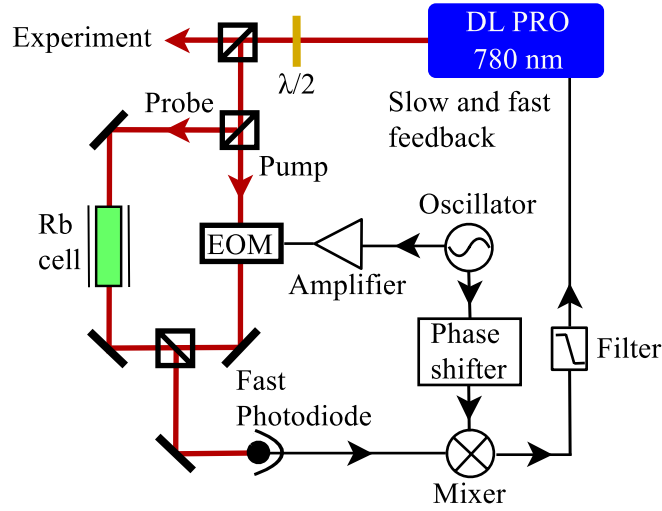 DL PRO
780 nm
Experiment
λ/2
Slow and fast
feedback
Probe
Pump
Rb
cell
EOM
Oscillator
Amplifier
Phase
shifter
Filter
Fast
Photodiode
Mixer